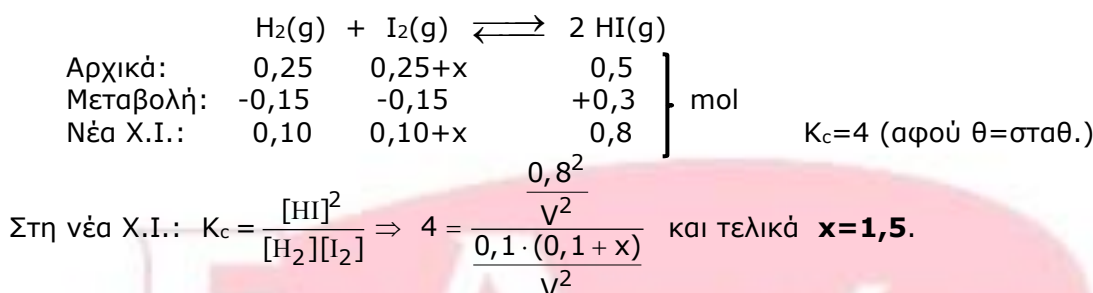 H₂(g) + I₂(g) ⇌ 2 HI(g)
Αρχικά: 0,25 0,25+x 0,5
Μεταβολή: -0,15 -0,15 +0,3 mol
Νέα Χ.Ι.: 0,10 0,10+x 0,8 Kc=4 (αφού θ=σταθ.)
Στη νέα Χ.Ι.: Kc = [HI]²/[H₂][I₂] ⇒ 4 = (0,8²/V²)/(0,1·(0,1+x)/V²) και τελικά x=1,5.